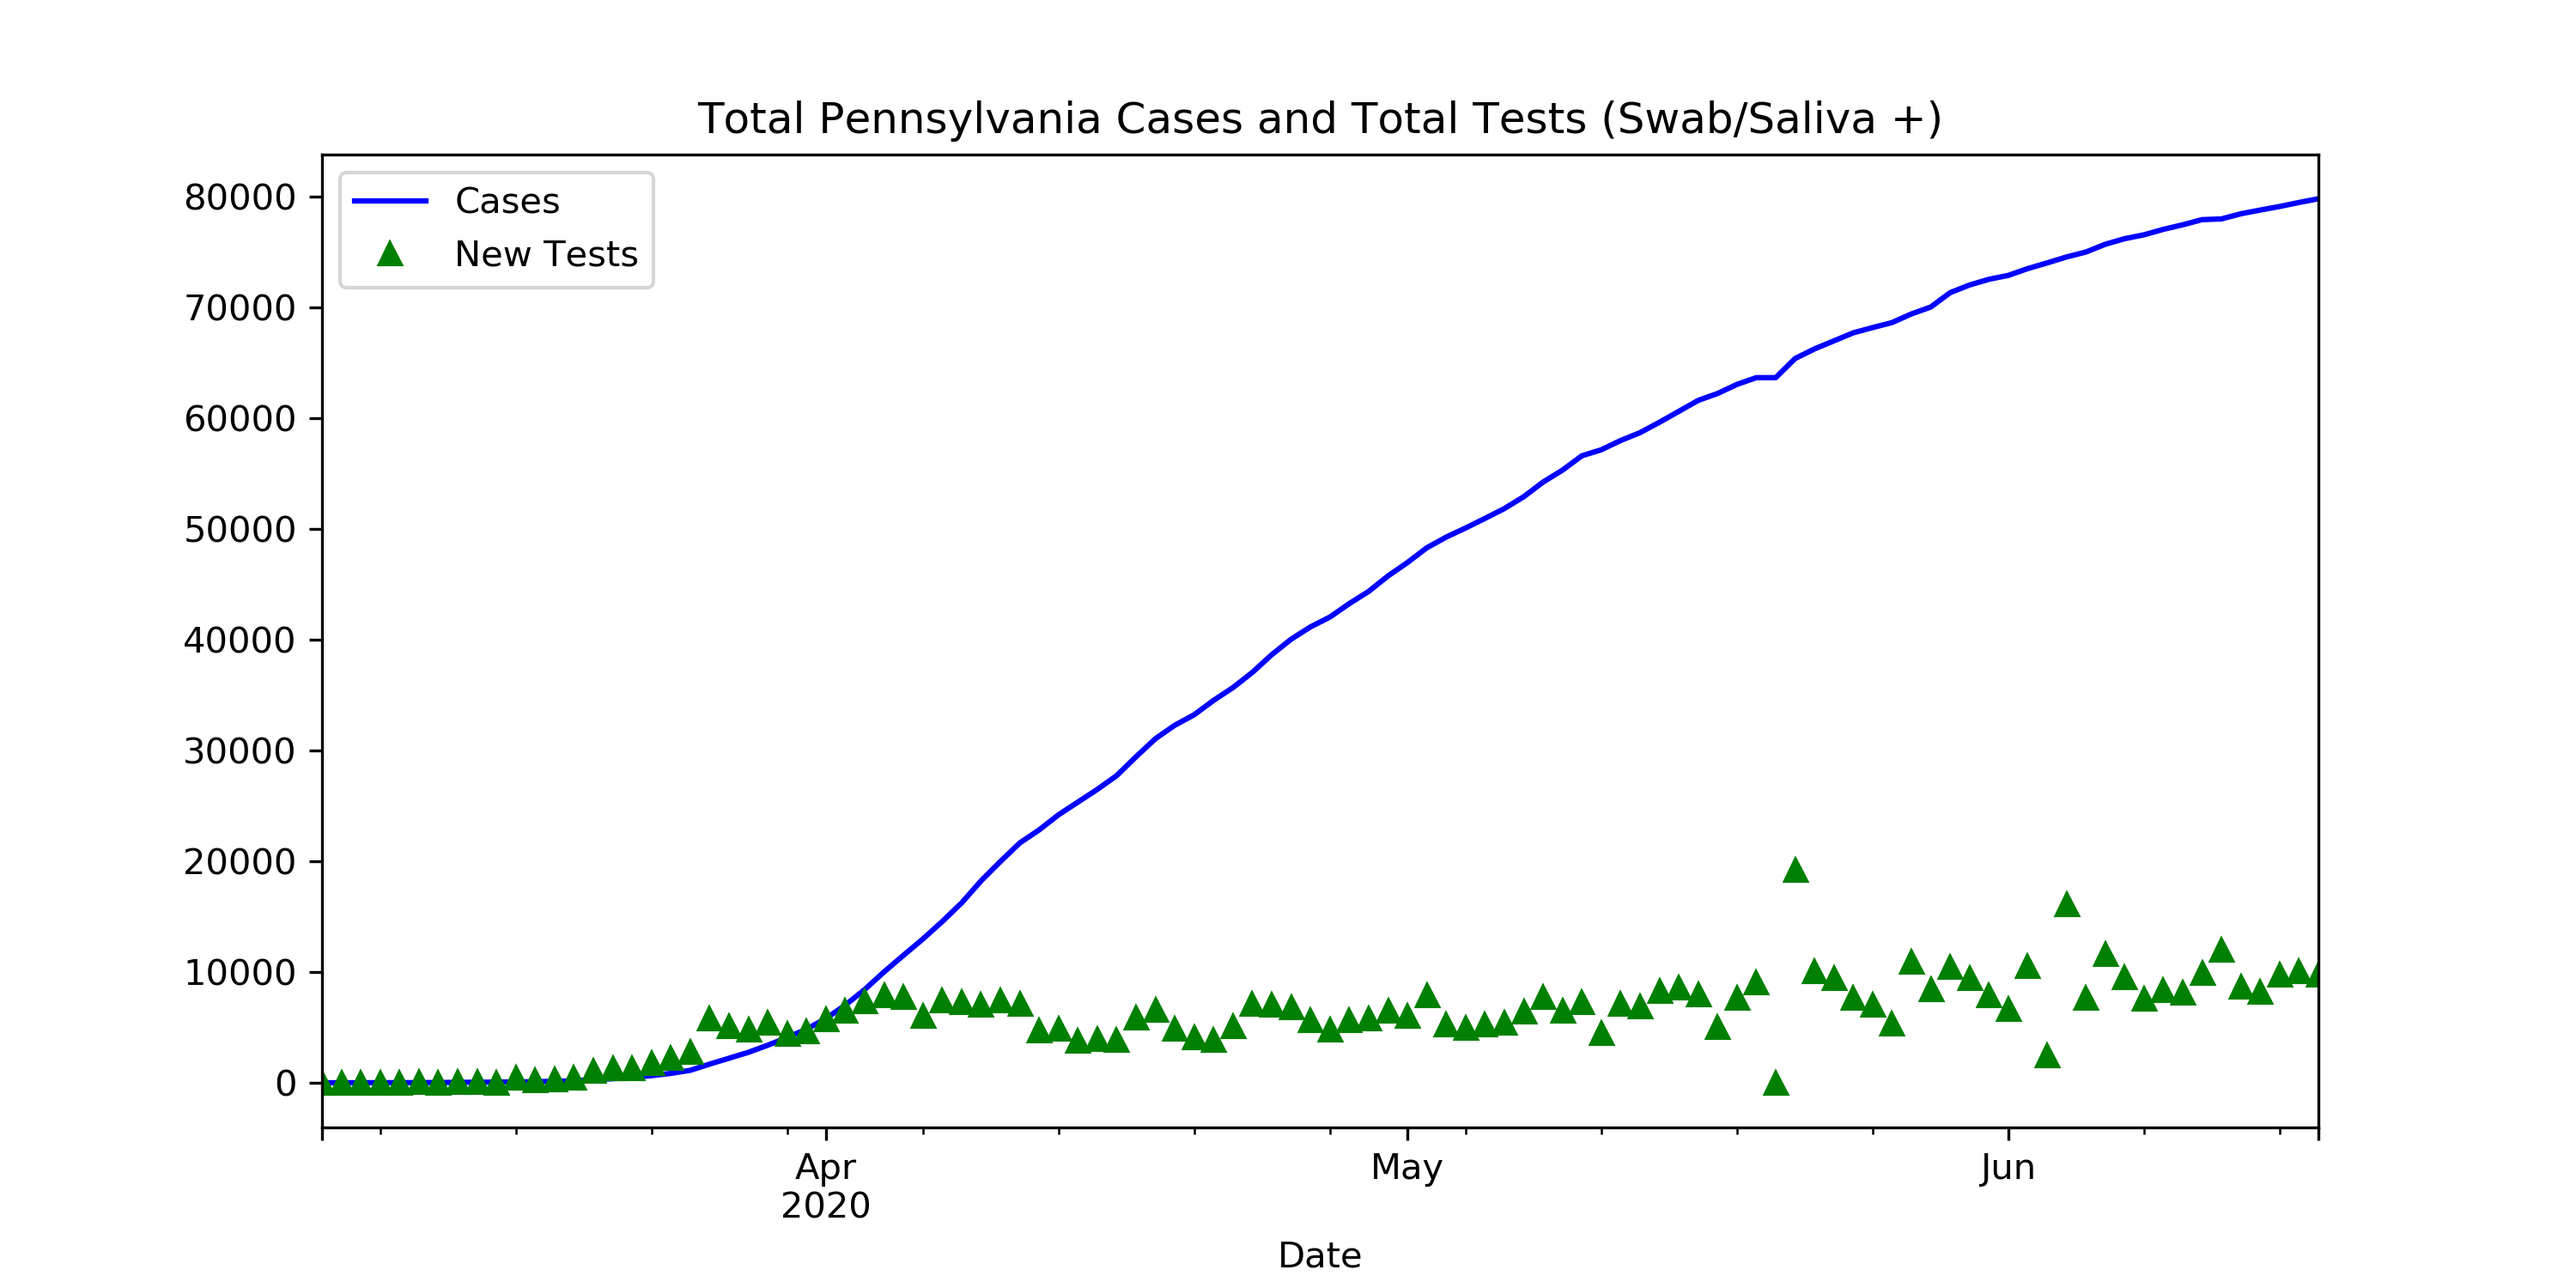 Total Pennsylvania Cases and Total Tests (Swab/Saliva +)
Cases
New Tests
80000
70000
60000
50000
40000
30000
20000
10000
0
Apr
2020
May
Jun
Date